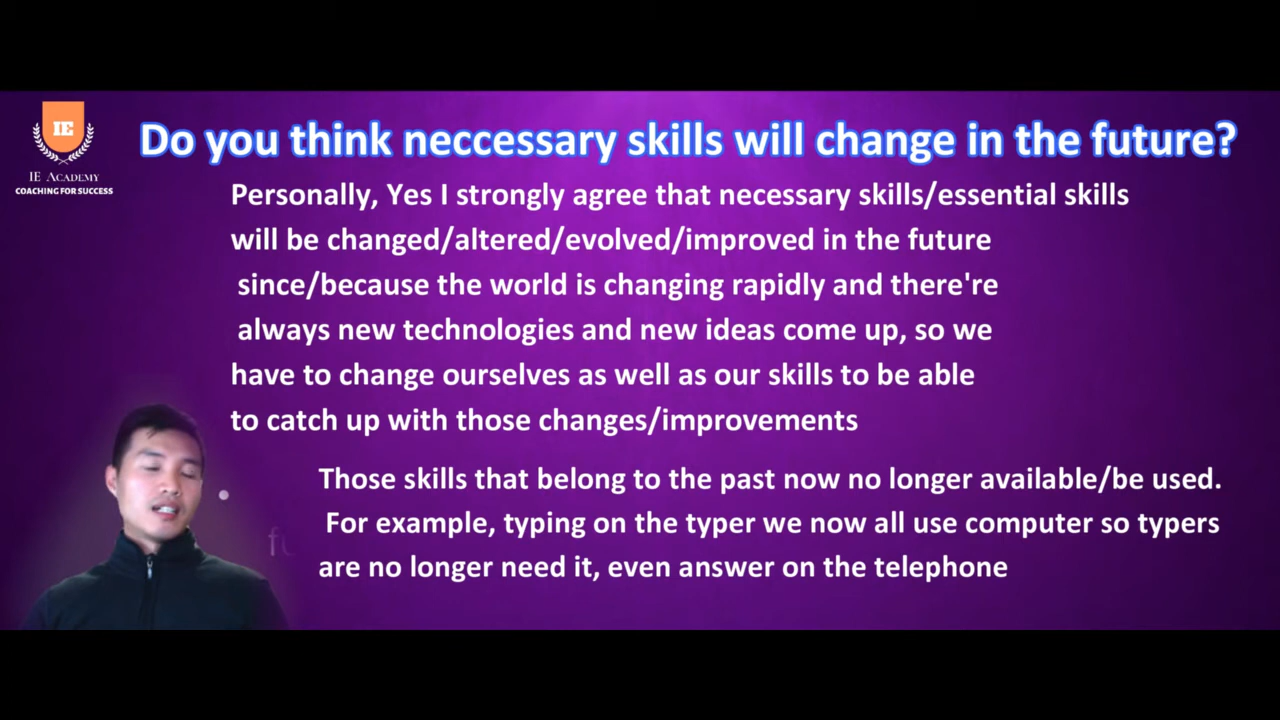 IE
IE ACADEMY
COACHING FOR SUCCESS
Do you think neccessary skills will change in the future?
Personally, Yes I strongly agree that necessary skills/essential skills
will be changed/altered/evolved/improved in the future
since/because the world is changing rapidly and there're
always new technologies and new ideas come up, so we
have to change ourselves as well as our skills to be able
to catch up with those changes/improvements
Those skills that belong to the past now no longer available/be used.
For example, typing on the typer we now all use computer so typers
are no longer need it, even answer on the telephone